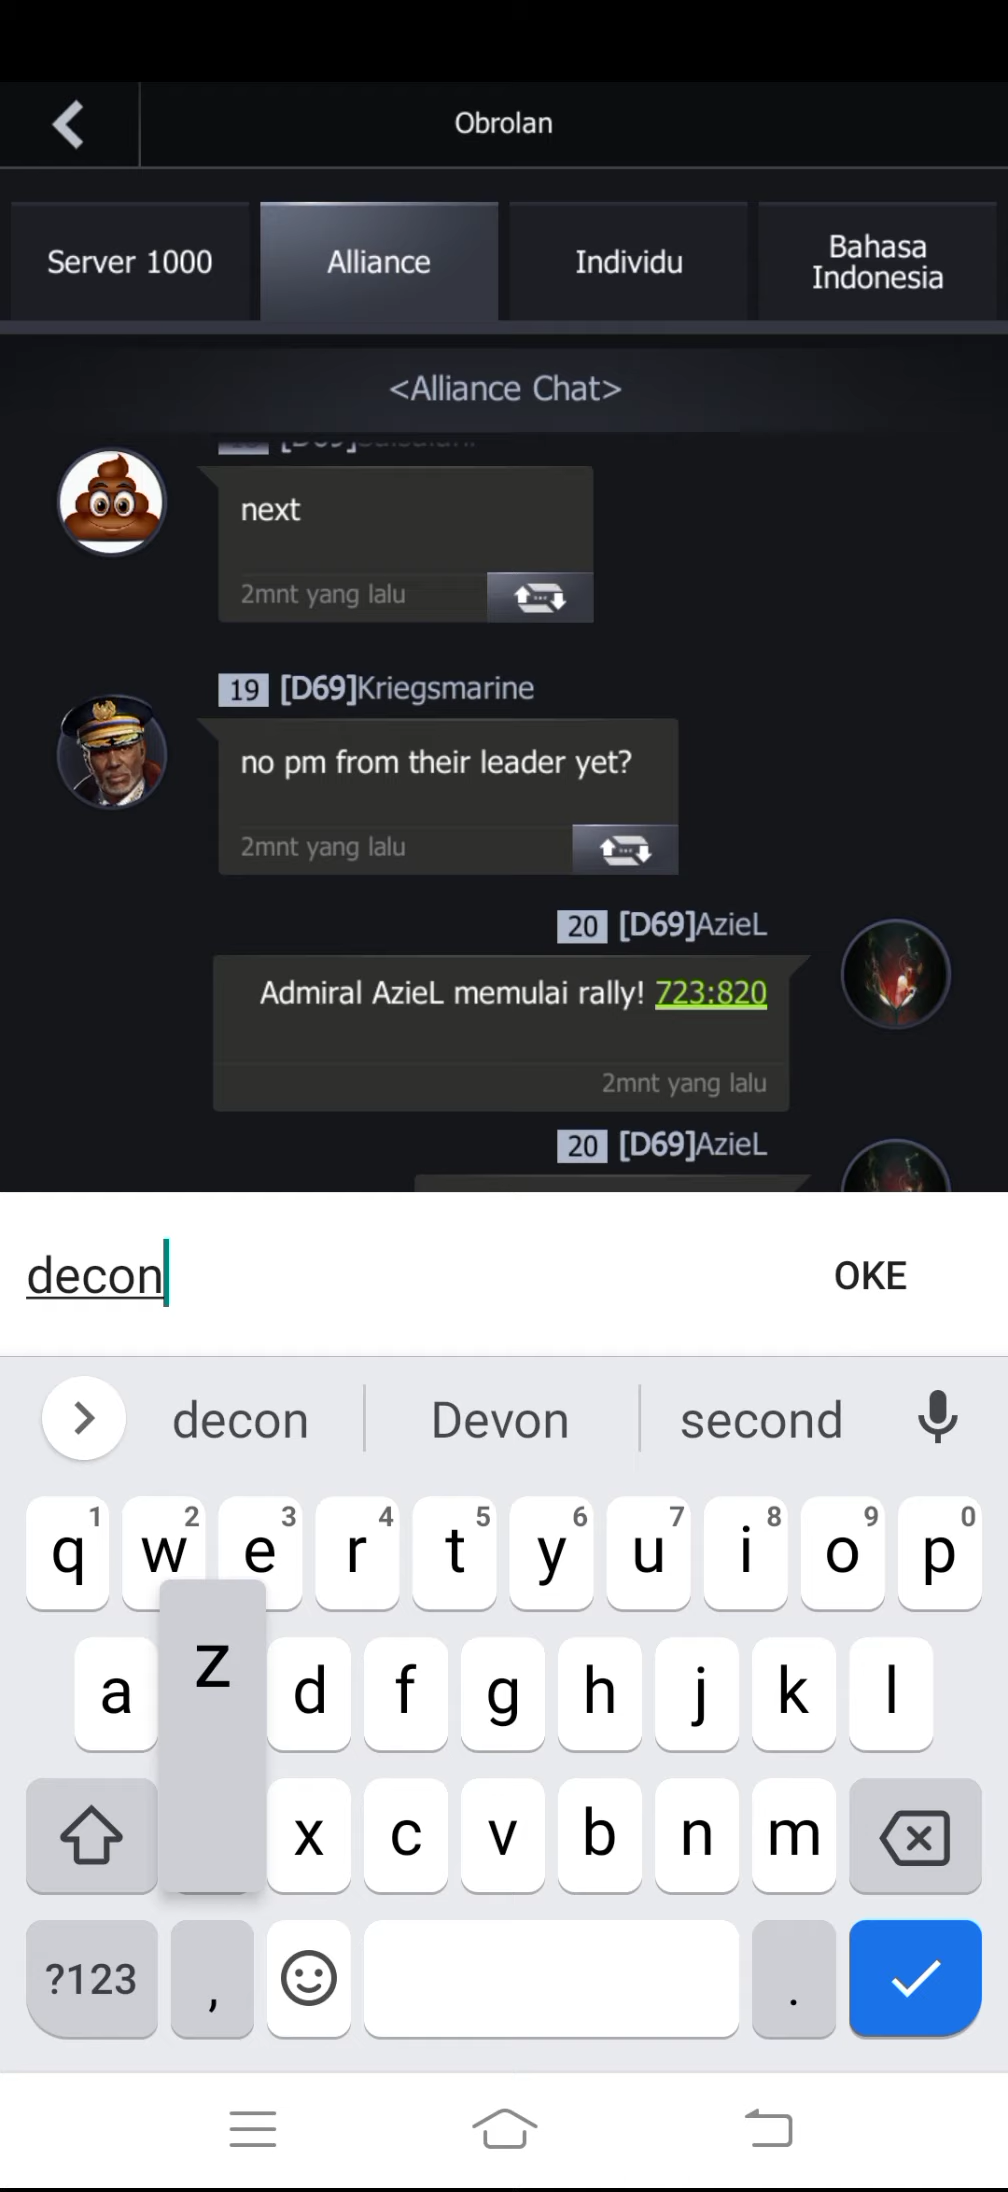 Obrolan
Server 1000
Alliance
Individu
Bahasa
Indonesia
<Alliance Chat>
next
2mnt yang lalu
19 [D69]Kriegsmarine
no pm from their leader yet?
2mnt yang lalu
20 [D69]AzieL
Admiral AzieL memulai rally! 723:820
2mnt yang lalu
20 [D69]AzieL
decon
OKE
decon Devon second
1 2 3 4 5 6 7 8 9 0
q w e r t y u i o p
a z d f g h j k l
x c v b n m
?123 , .